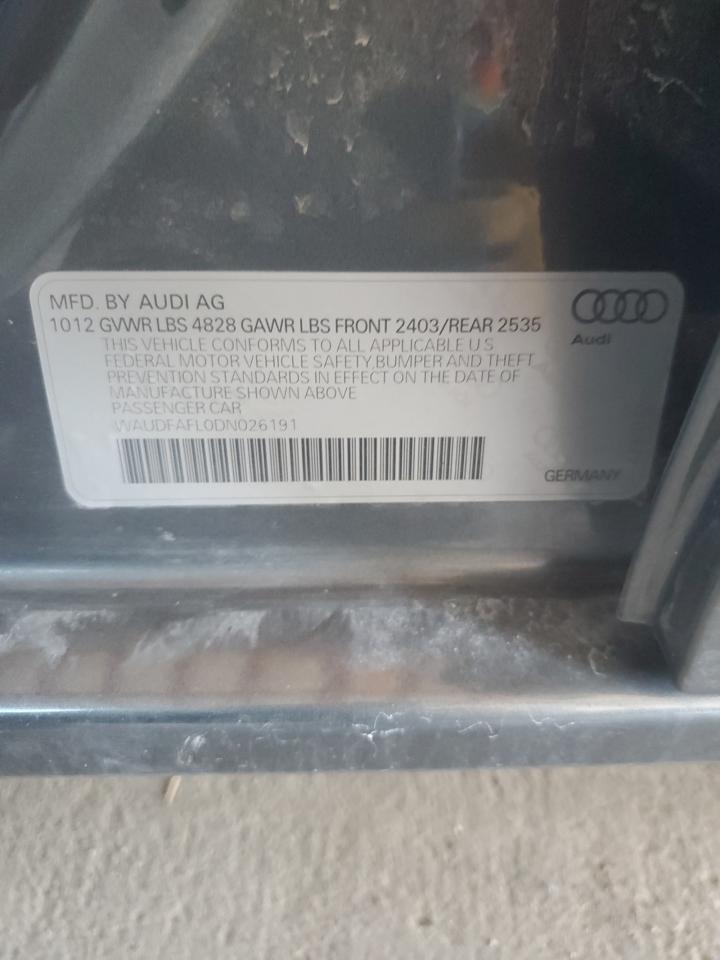 MFD. BY AUDI AG
1012 GVWR LBS 4828 GAWR LBS FRONT 2403/REAR 2535
THIS VEHICLE CONFORMS TO ALL APPLICABLE U S
FEDERAL MOTOR VEHICLE SAFETY,BUMPER AND THEFT
PREVENTION STANDARDS IN EFFECT ON THE DATE OF
MANUFACTURE SHOWN ABOVE
PASSENGER CAR
WAUDFAFL0DN026191
Audi
GERMANY